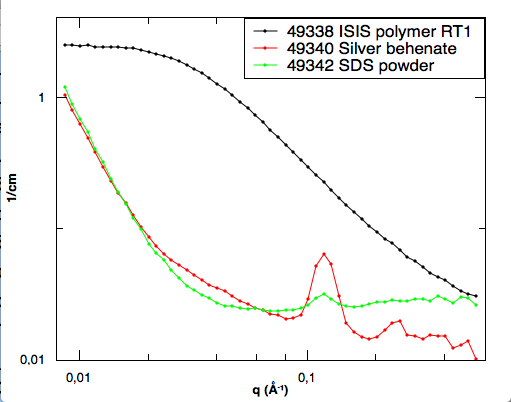 49338 ISIS polymer RT1
49340 Silver behenate
49342 SDS powder
1
1/cm
0,01
0,01
0,1
q (Å⁻¹)